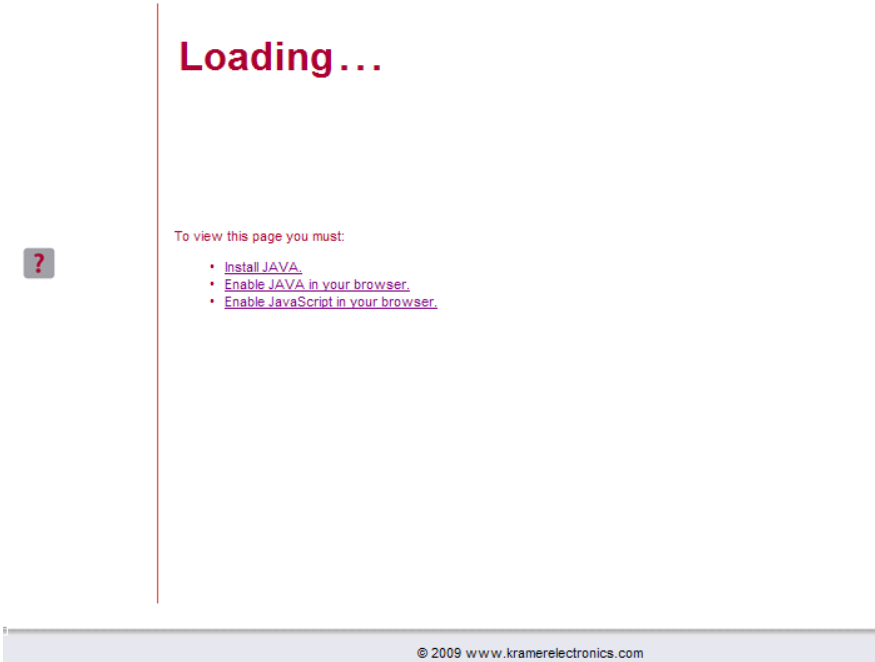 Loading...
To view this page you must:
?
• Install JAVA.
• Enable JAVA in your browser.
• Enable JavaScript in your browser.
© 2009 www.kramerelectronics.com